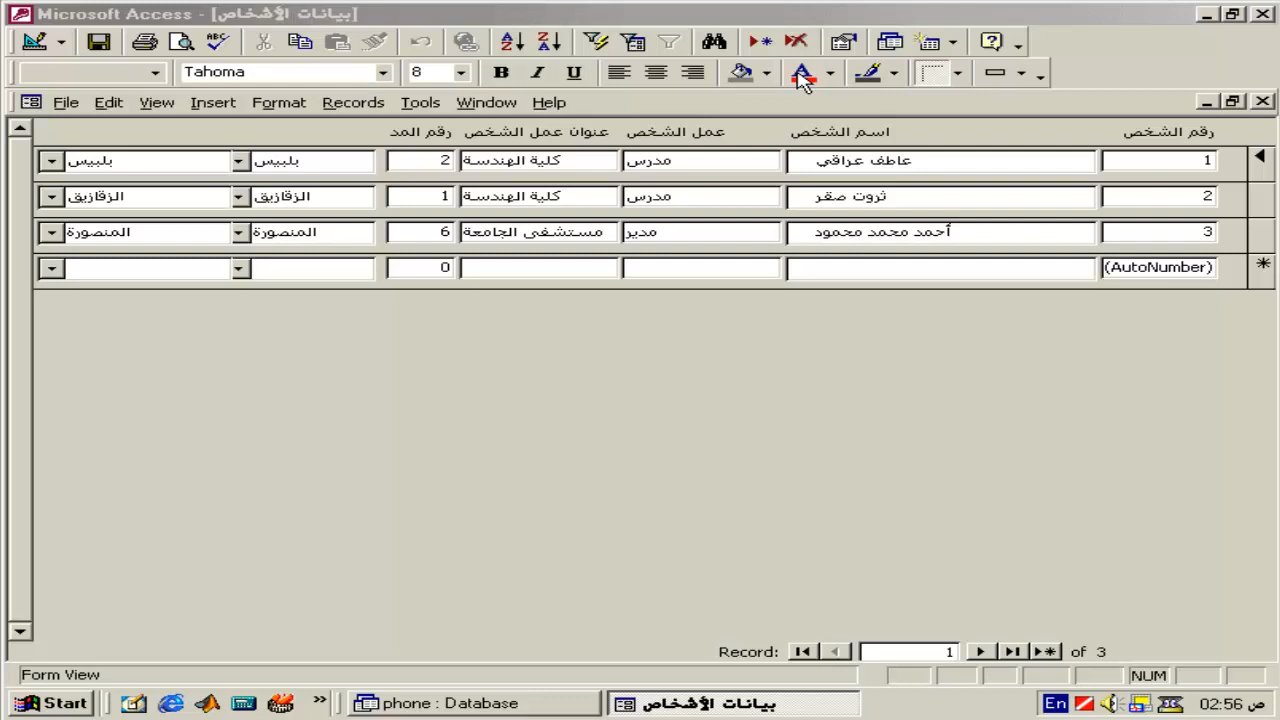 Microsoft Access - [بيانات الأشخاص]
Tahoma 8 B I U A
File Edit View Insert Format Records Tools Window Help
رقم الشخص اسم الشخص عمل الشخص عنوان عمل الشخص رقم المد
1 عاطف عراقي مدرس كلية الهندسة 2 بلبيس بلبيس
2 ثروت صقر مدرس كلية الهندسة 1 الزقازيق الزقازيق
3 أحمد محمد محمود مدير مستشفى الجامعة 6 المنصورة المنصورة
(AutoNumber) 0
Record: 1 of 3
Form View NUM
Start phone : Database بيانات الأشخاص En 02:56 ص